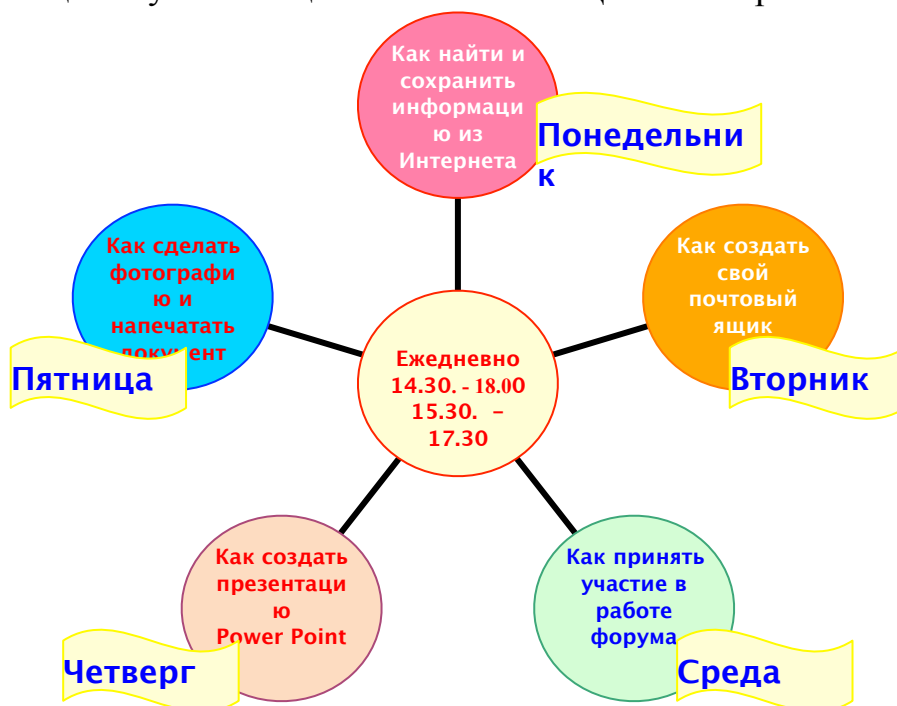 Как найти и
сохранить
информаци
ю из
Интернета
Понедельни
к
Как создать
свой
почтовый
ящик
Вторник
Как принять
участие в
работе
форума
Среда
Как создать
презентаци
ю
Power Point
Четверг
Как сделать
фотографи
ю и
напечатать
документ
Пятница
Ежедневно
14.30. - 18.00
15.30. –
17.30